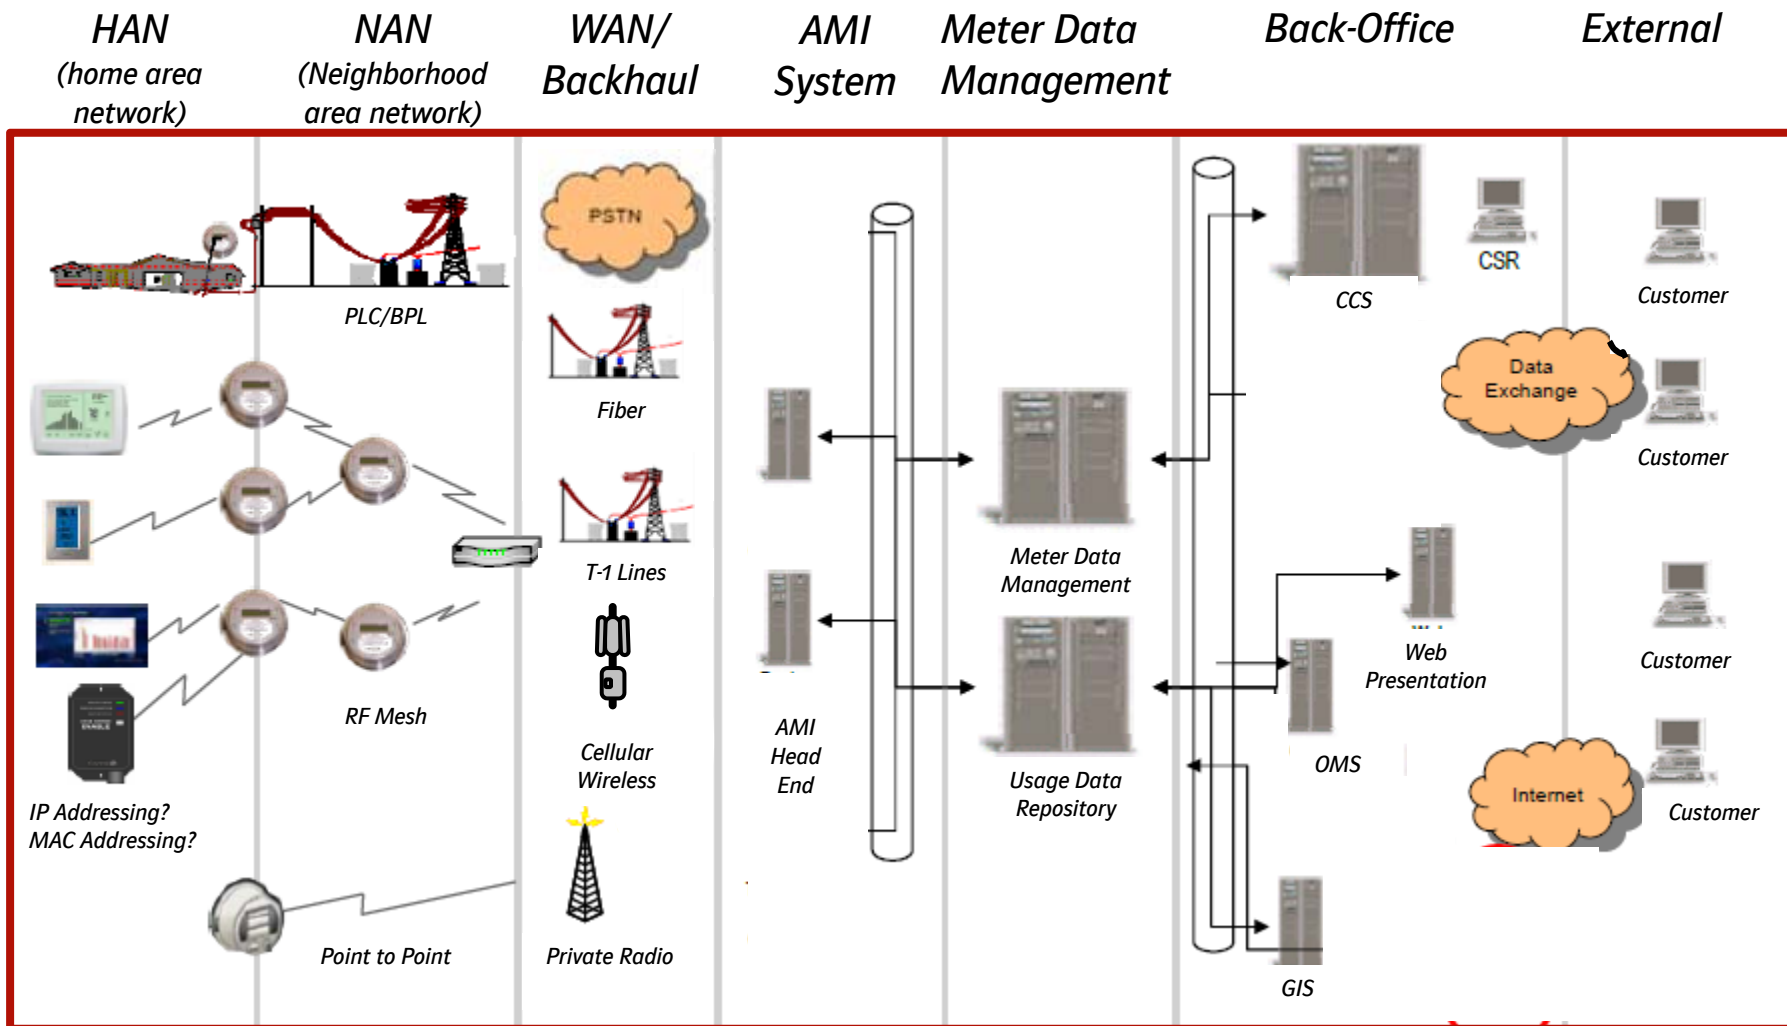 HAN
(home area
network)
NAN
(Neighborhood
area network)
WAN/
Backhaul
AMI
System
Meter Data
Management
Back-Office
External
PLC/BPL
PSTN
Fiber
T-1 Lines
Cellular
Wireless
Private Radio
RF Mesh
Point to Point
IP Addressing?
MAC Addressing?
AMI
Head
End
Meter Data
Management
Usage Data
Repository
CCS
CSR
Data
Exchange
Web
Presentation
OMS
GIS
Internet
Customer
Customer
Customer
Customer